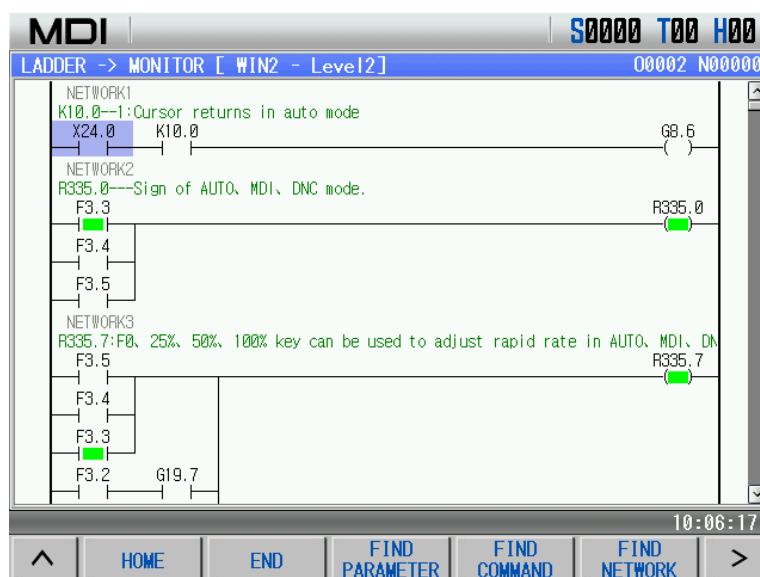 MDI S0000 T00 H00
LADDER -> MONITOR [ WIN2 - Level2] O0002 N00000
NETWORK1
K10.0--1:Cursor returns in auto mode
X24.0 K10.0 G8.6
NETWORK2
R335.0---Sign of AUTO、MDI、DNC mode.
F3.3 R335.0
F3.4
F3.5
NETWORK3
R335.7:F0、25%、50%、100% key can be used to adjust rapid rate in AUTO、MDI、DN
F3.5 R335.7
F3.4
F3.3
F3.2 G19.7
10:06:17
HOME END FIND PARAMETER FIND COMMAND FIND NETWORK >